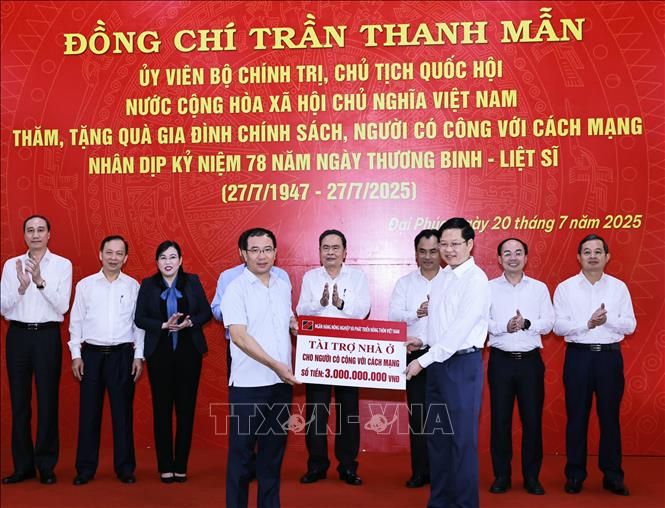 ĐỒNG CHÍ TRẦN THANH MẪN
ỦY VIÊN BỘ CHÍNH TRỊ, CHỦ TỊCH QUỐC HỘI
NƯỚC CỘNG HÒA XÃ HỘI CHỦ NGHĨA VIỆT NAM
THĂM, TẶNG QUÀ GIA ĐÌNH CHÍNH SÁCH, NGƯỜI CÓ CÔNG VỚI CÁCH MẠNG
NHÂN DỊP KỶ NIỆM 78 NĂM NGÀY THƯƠNG BINH - LIỆT SĨ
(27/7/1947 - 27/7/2025)
Đại Phúc, ngày 20 tháng 7 năm 2025
NGÂN HÀNG NÔNG NGHIỆP VÀ PHÁT TRIỂN NÔNG THÔN VIỆT NAM
TÀI TRỢ NHÀ Ở
CHO NGƯỜI CÓ CÔNG VỚI CÁCH MẠNG
SỐ TIỀN: 3.000.000.000 VNĐ
TTXVN - VNA